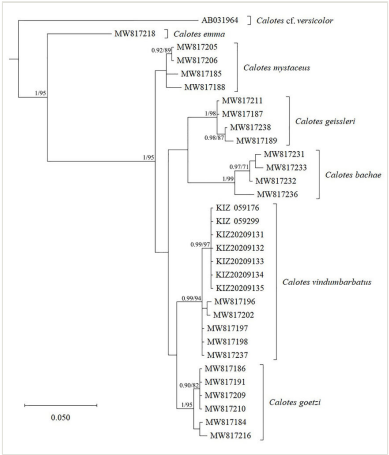 AB031964
Calotes cf. versicolor
MW817218
Calotes emma
0.92/89
MW817205
MW817206
MW817185
MW817188
Calotes mystaceus
1/95
1/95
MW817211
1/98
MW817187
MW817238
0.98/87
MW817189
Calotes geissleri
MW817231
0.97/71
MW817233
1/99
MW817232
MW817236
Calotes bachae
KIZ 059176
KIZ 059299
KIZ20209131
0.99/97
KIZ20209132
KIZ20209133
KIZ20209134
KIZ20209135
Calotes vindumbarbatus
0.99/94
MW817196
MW817202
MW817197
MW817198
MW817237
MW817186
0.90/82
MW817191
MW817209
1/95
MW817210
MW817184
MW817216
Calotes goetzi
0.050